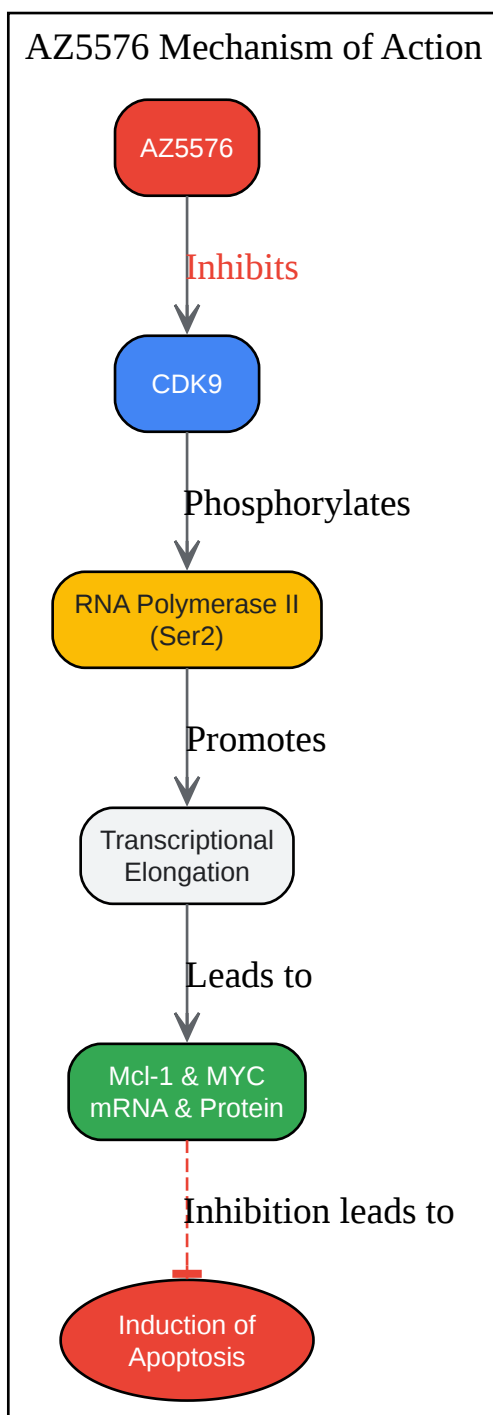 AZ5576 Mechanism of Action
AZ5576
Inhibits
CDK9
Phosphorylates
RNA Polymerase II
(Ser2)
Promotes
Transcriptional
Elongation
Leads to
Mcl-1 & MYC
mRNA & Protein
Inhibition leads to
Induction of
Apoptosis